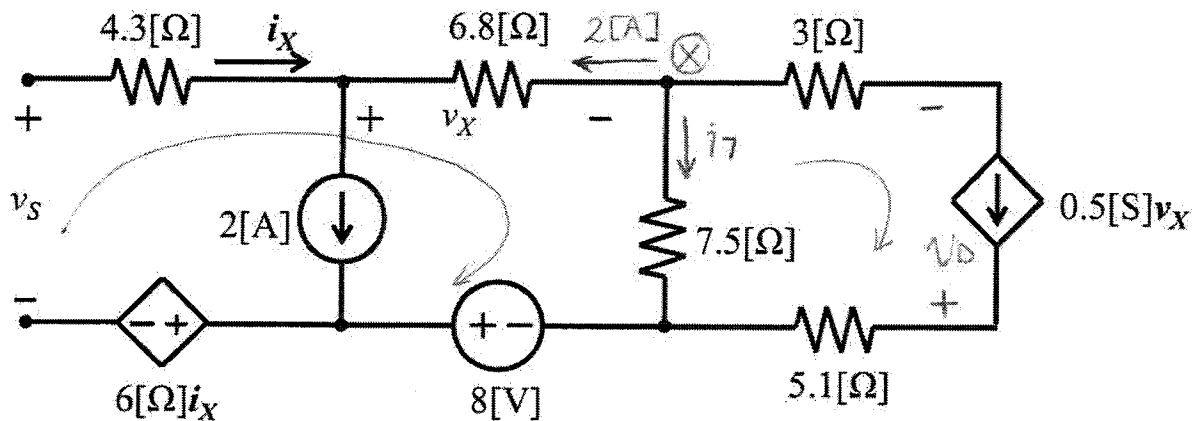 4.3[Ω]
i_X
6.8[Ω]
2[A]
3[Ω]
+
+
v_X
−
−
i7
v_S
2[A]
7.5[Ω]
0.5[S]v_X
v_D
+
−
− +
+ −
6[Ω]i_X
8[V]
5.1[Ω]